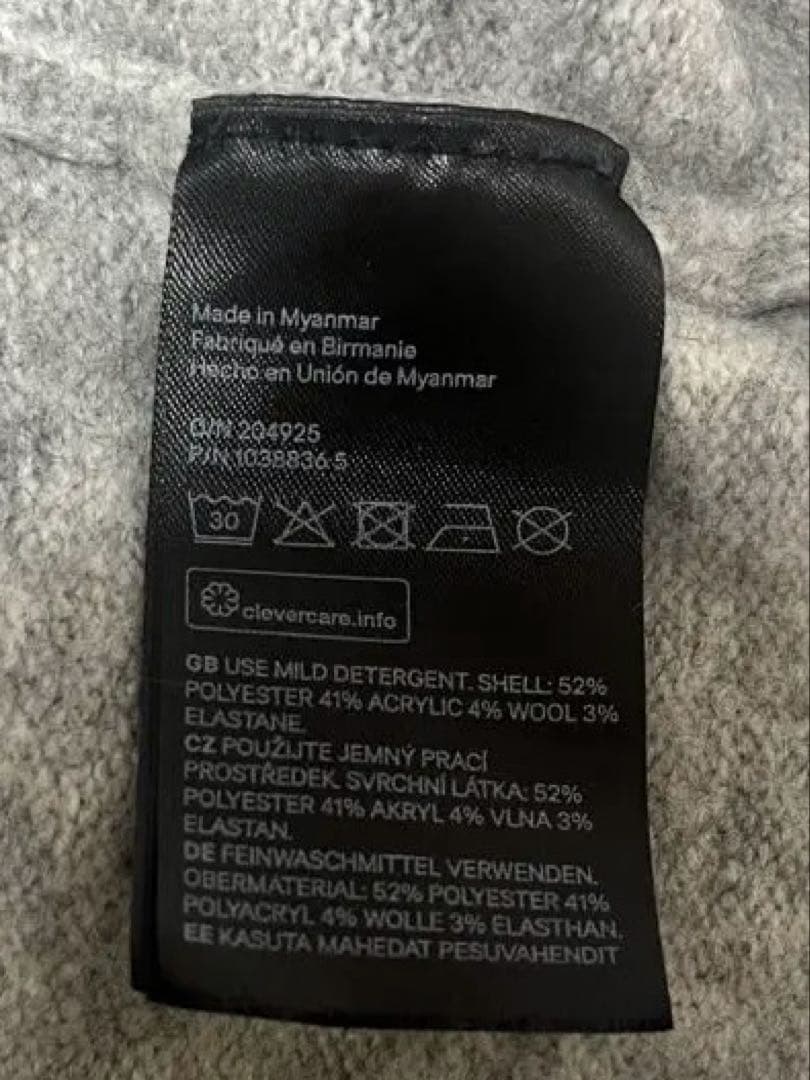 Made in Myanmar
Fabriqué en Birmanie
Hecho en Unión de Myanmar
O/N 204925
P/N 1038836 5
30
clevercare.info
GB USE MILD DETERGENT. SHELL: 52%
POLYESTER 41% ACRYLIC 4% WOOL 3%
ELASTANE.
CZ POUŽIJTE JEMNÝ PRACÍ
PROSTŘEDEK. SVRCHNÍ LÁTKA: 52%
POLYESTER 41% AKRYL 4% VLNA 3%
ELASTAN.
DE FEINWASCHMITTEL VERWENDEN.
OBERMATERIAL: 52% POLYESTER 41%
POLYACRYL 4% WOLLE 3% ELASTHAN.
EE KASUTA MAHEDAT PESUVAHENDIT